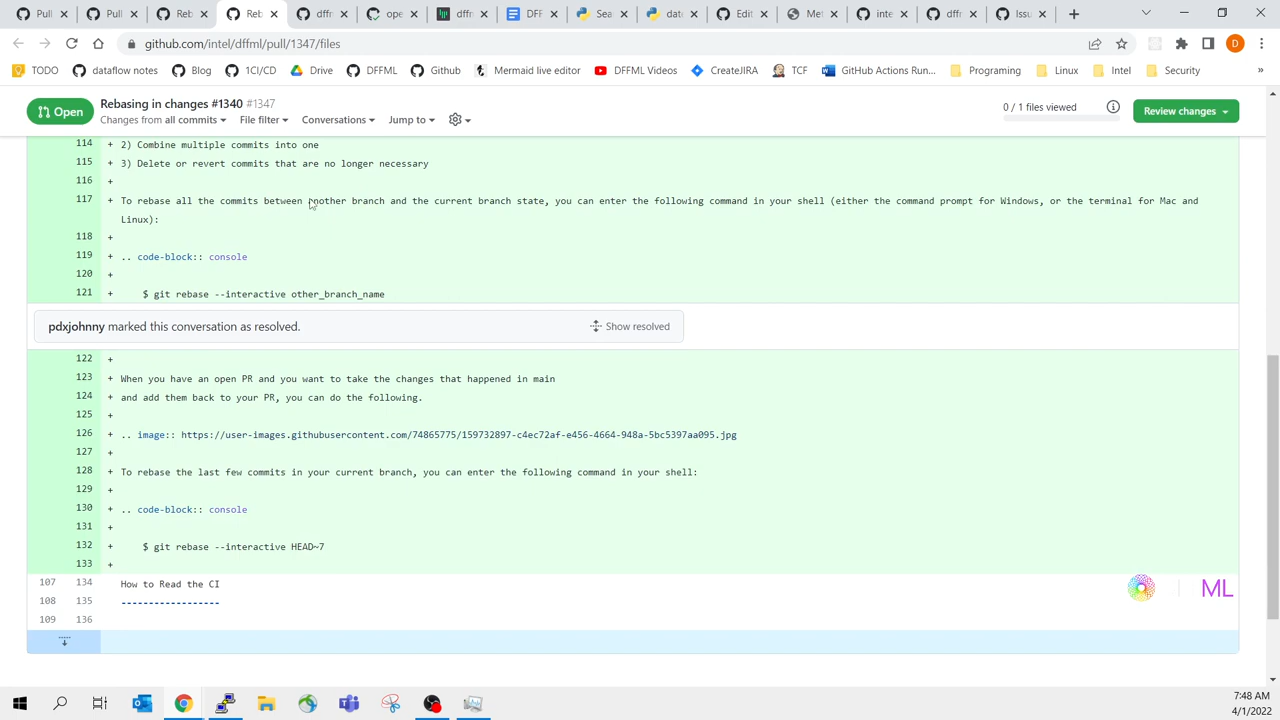 Pull
Pull
Reb
Reb
dffr
ope
dffr
DFF
Sea
data
Edit
Met
inte
dffr
Issu
github.com/intel/dffml/pull/1347/files
D
TODO
dataflow notes
Blog
1CI/CD
Drive
DFFML
Github
Mermaid live editor
DFFML Videos
CreateJIRA
TCF
GitHub Actions Run...
Programing
Linux
Intel
Security
»
Open
Rebasing in changes #1340 #1347
Changes from all commits
File filter
Conversations
Jump to
0 / 1 files viewed
Review changes
114 + 2) Combine multiple commits into one
115 + 3) Delete or revert commits that are no longer necessary
116 +
117 + To rebase all the commits between another branch and the current branch state, you can enter the following command in your shell (either the command prompt for Windows, or the terminal for Mac and
Linux):
118 +
119 + .. code-block:: console
120 +
121 + $ git rebase --interactive other_branch_name
pdxjohnny marked this conversation as resolved.
Show resolved
122 +
123 + When you have an open PR and you want to take the changes that happened in main
124 + and add them back to your PR, you can do the following.
125 +
126 + .. image:: https://user-images.githubusercontent.com/74865775/159732897-c4ec72af-e456-4664-948a-5bc5397aa095.jpg
127 +
128 + To rebase the last few commits in your current branch, you can enter the following command in your shell:
129 +
130 + .. code-block:: console
131 +
132 + $ git rebase --interactive HEAD~7
133 +
107 134 How to Read the CI
108 135 ------------------
109 136
ML
7:48 AM
4/1/2022